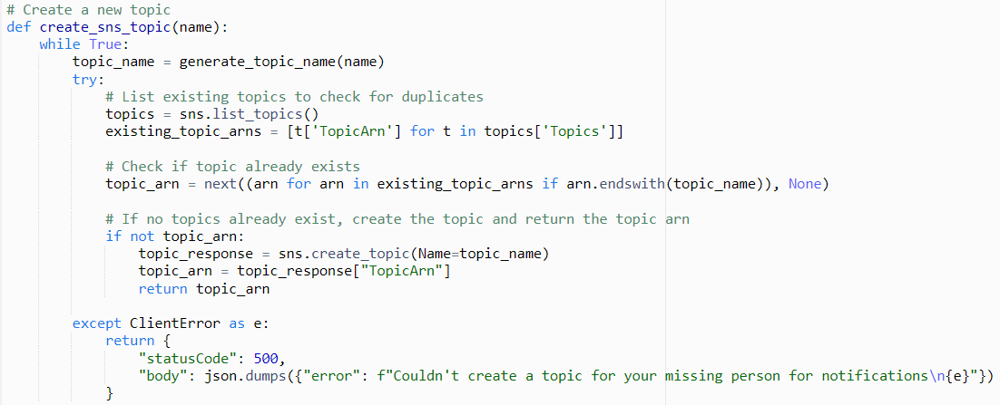 # Create a new topic
def create_sns_topic(name):
    while True:
        topic_name = generate_topic_name(name)
        try:
            # List existing topics to check for duplicates
            topics = sns.list_topics()
            existing_topic_arns = [t['TopicArn'] for t in topics['Topics']]

            # Check if topic already exists
            topic_arn = next((arn for arn in existing_topic_arns if arn.endswith(topic_name)), None)

            # If no topics already exist, create the topic and return the topic arn
            if not topic_arn:
                topic_response = sns.create_topic(Name=topic_name)
                topic_arn = topic_response["TopicArn"]
                return topic_arn

        except ClientError as e:
            return {
                "statusCode": 500,
                "body": json.dumps({"error": f"Couldn't create a topic for your missing person for notifications\n{e}"})
            }